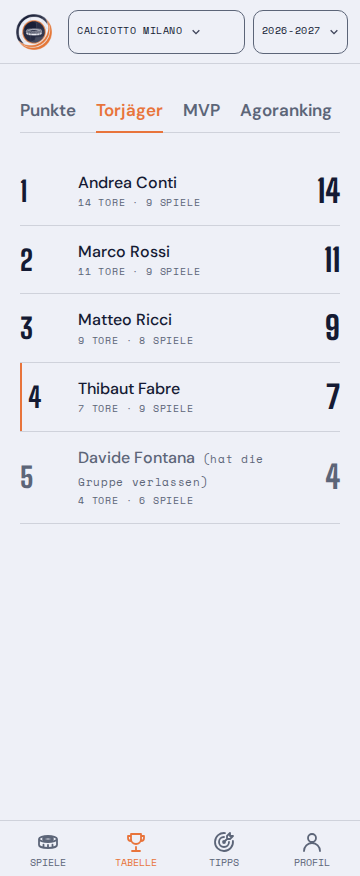 CALCIOTTO MILANO
2026-2027
Punkte Torjäger MVP Agoranking
1 Andrea Conti 14
14 TORE · 9 SPIELE
2 Marco Rossi 11
11 TORE · 9 SPIELE
3 Matteo Ricci 9
9 TORE · 8 SPIELE
4 Thibaut Fabre 7
7 TORE · 9 SPIELE
5 Davide Fontana (hat die
Gruppe verlassen) 4
4 TORE · 6 SPIELE
SPIELE TABELLE TIPPS PROFIL